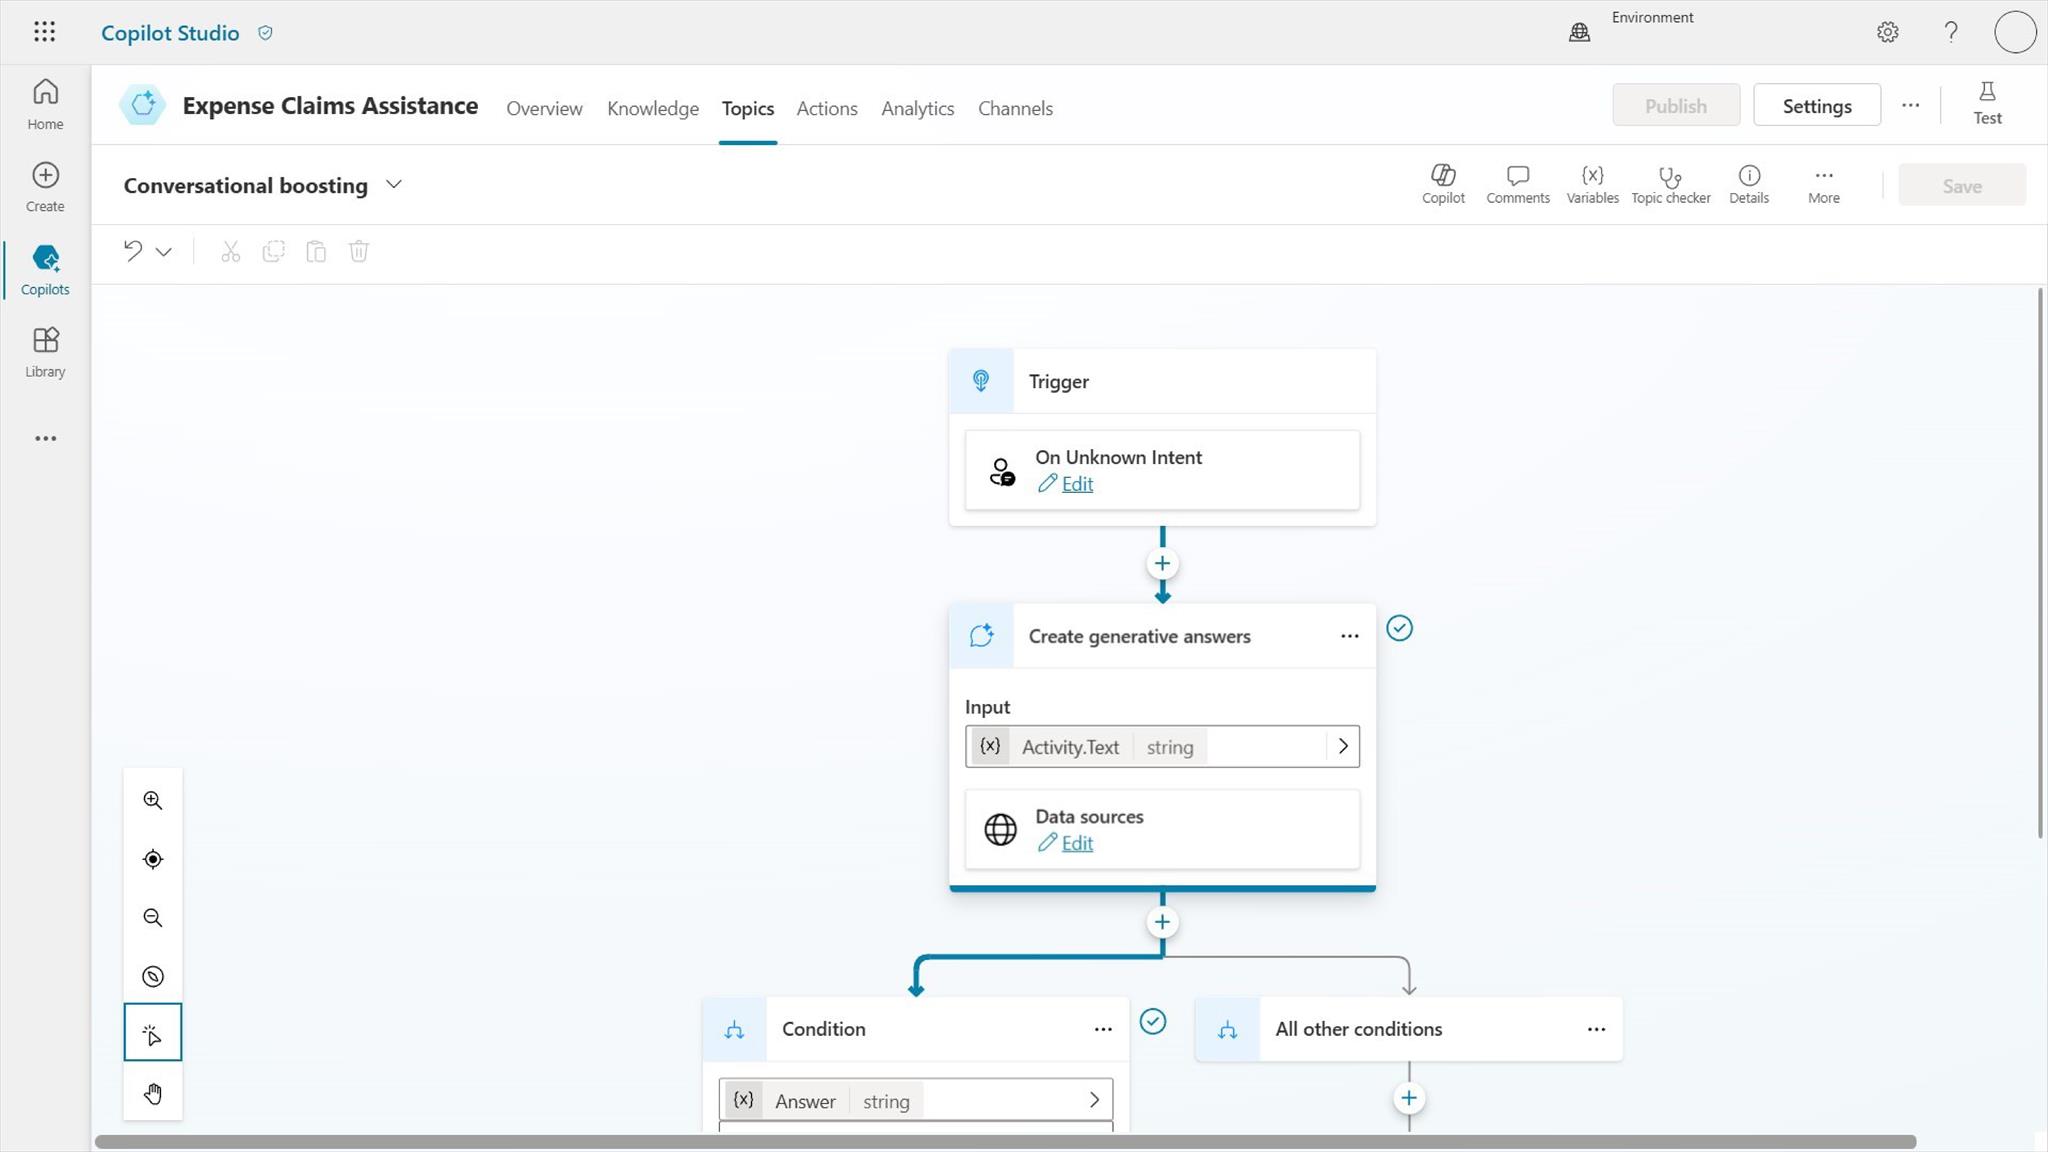 Copilot Studio
Environment
?
Home
Create
Copilots
Library
Expense Claims Assistance
Overview
Knowledge
Topics
Actions
Analytics
Channels
Publish
Settings
Test
Conversational boosting
Copilot
Comments
{x}
Variables
Topic checker
Details
More
Save
Trigger
On Unknown Intent
Edit
Create generative answers
Input
{x} Activity.Text string
Data sources
Edit
Condition
All other conditions
{x} Answer string